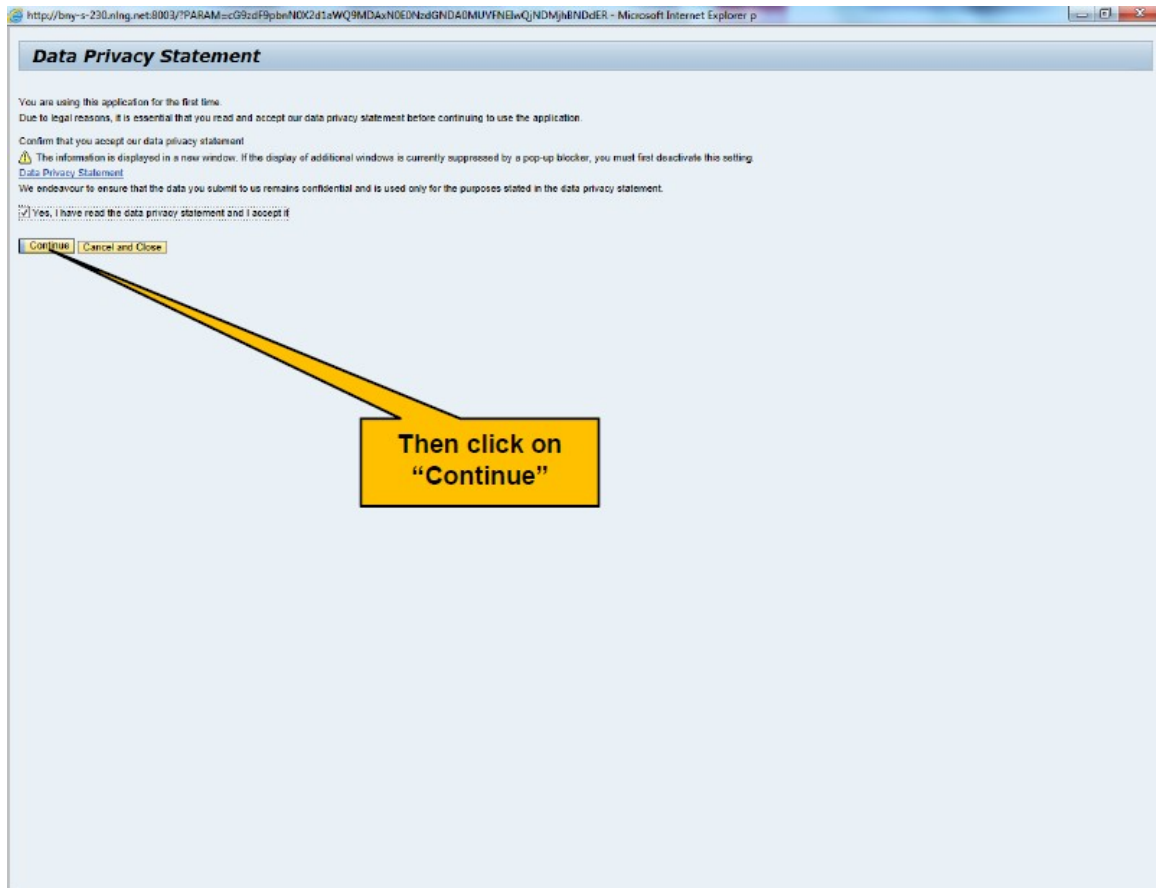 http://bny-s-230.nlng.net:8003/?PARAM= - Microsoft Internet Explorer p
Data Privacy Statement
You are using this application for the first time.
Due to legal reasons, it is essential that you read and accept our data privacy statement before continuing to use the application.
Confirm that you accept our data privacy statement
The information is displayed in a new window. If the display of additional windows is currently suppressed by a pop-up blocker, you must first deactivate this setting.
Data Privacy Statement
We endeavour to ensure that the data you submit to us remains confidential and is used only for the purposes stated in the data privacy statement.
Yes, I have read the data privacy statement and I accept it
Continue Cancel and Close
Then click on
“Continue”